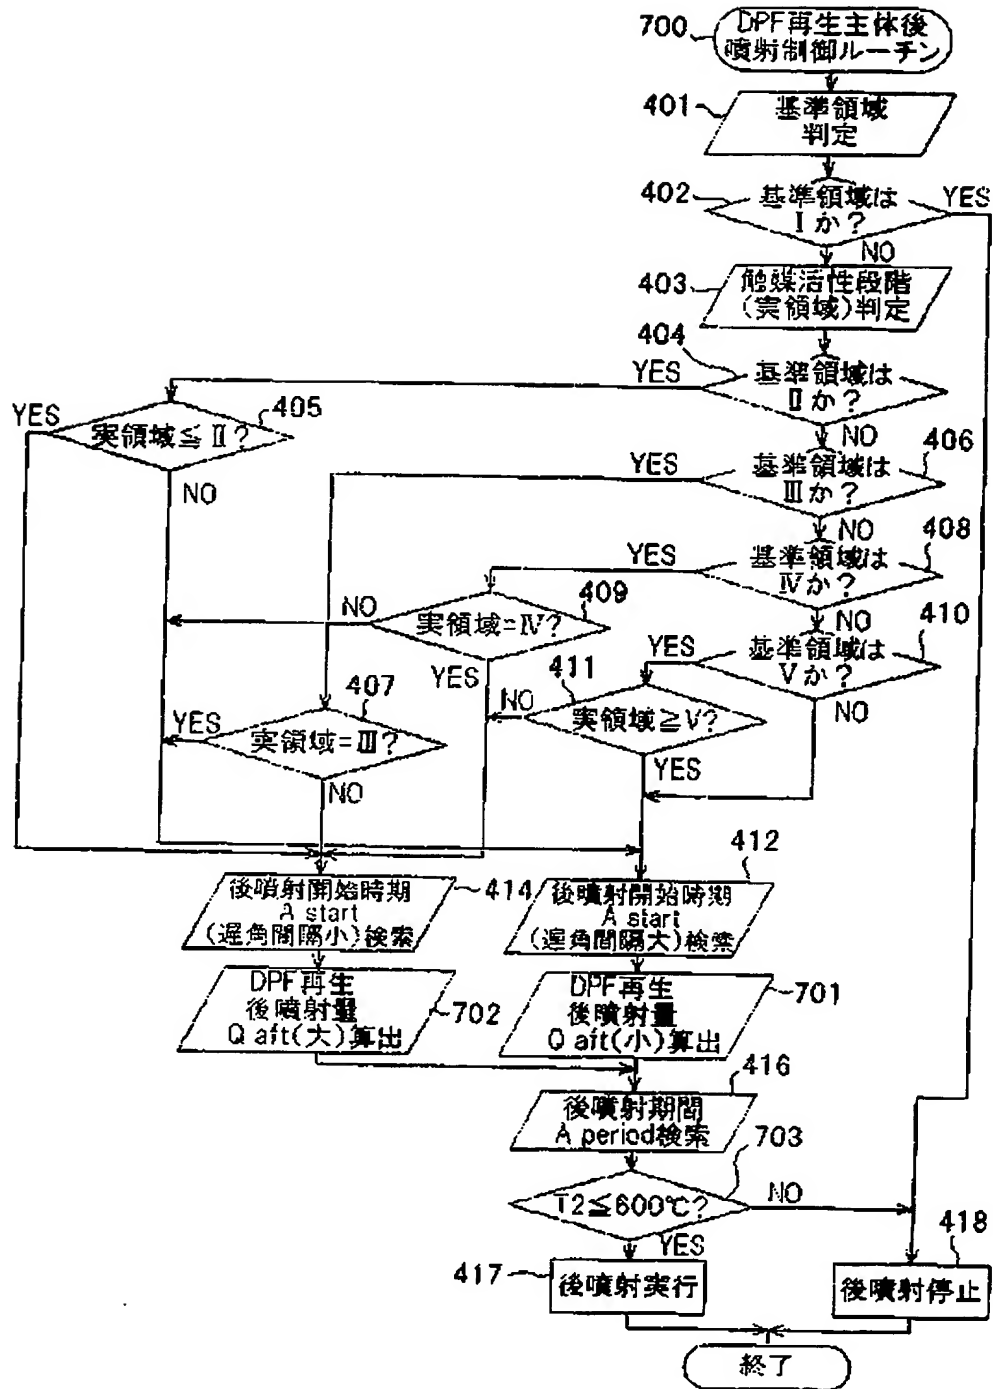 700
DPF再生主体後
噴射制御ルーチン
401
基準領域
判定
402
基準領域は
Ⅰか?
YES
NO
403
触媒活性段階
(実領域)判定
404
基準領域は
Ⅱか?
YES
NO
405
実領域≦Ⅱ?
YES
NO
406
基準領域は
Ⅲか?
YES
NO
408
基準領域は
Ⅳか?
YES
NO
409
実領域=Ⅳ?
NO
YES
410
基準領域は
Ⅴか?
YES
NO
411
実領域≧Ⅴ?
NO
YES
407
実領域=Ⅲ?
YES
NO
412
414
後噴射開始時期
A start
(遅角間隔小)検索
後噴射開始時期
A start
(遅角間隔大)検索
DPF再生
後噴射量
Q aft(大)算出
702
DPF再生
後噴射量
Q aft(小)算出
701
416
後噴射期間
A period検索
703
T2≦600℃?
NO
YES
417
後噴射実行
418
後噴射停止
終了